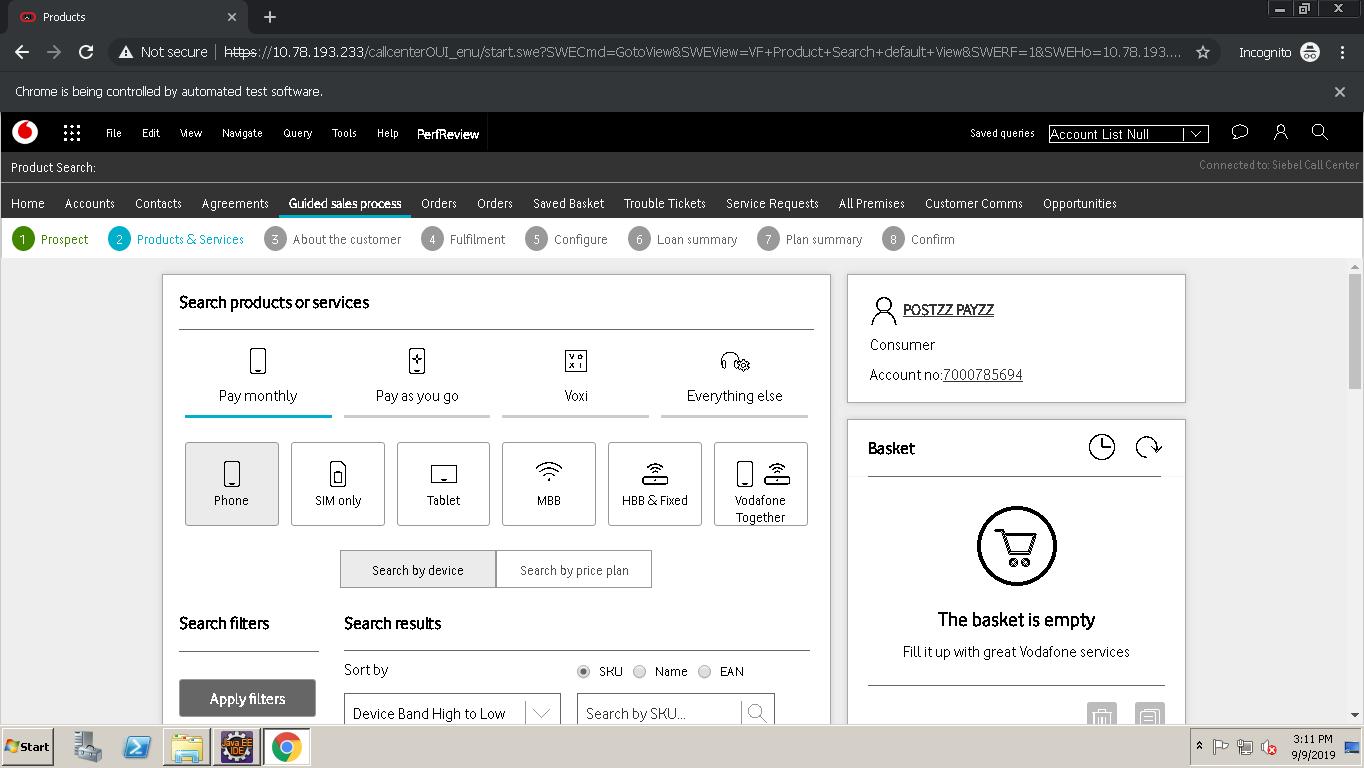 Products
Not secure https://10.78.193.233/callcenterOUI_enu/start.swe?SWECmd=GotoView&SWEView=VF+Product+Search+default+View&SWERF=1&SWEHo=10.78.193.... Incognito
Chrome is being controlled by automated test software.
File Edit View Navigate Query Tools Help PerfReview Saved queries Account List Null
Product Search: Connected to: Siebel Call Center
Home Accounts Contacts Agreements Guided sales process Orders Orders Saved Basket Trouble Tickets Service Requests All Premises Customer Comms Opportunities
1 Prospect 2 Products & Services 3 About the customer 4 Fulfilment 5 Configure 6 Loan summary 7 Plan summary 8 Confirm
Search products or services
Pay monthly Pay as you go VOXI Voxi Everything else
Phone SIM only Tablet MBB HBB & Fixed Vodafone Together
Search by device Search by price plan
Search filters Search results
Sort by SKU Name EAN
Apply filters Device Band High to Low Search by SKU...
POSTZZ PAYZZ
Consumer
Account no:7000785694
Basket
The basket is empty
Fill it up with great Vodafone services
Start Java EE IDE 3:11 PM
9/9/2019